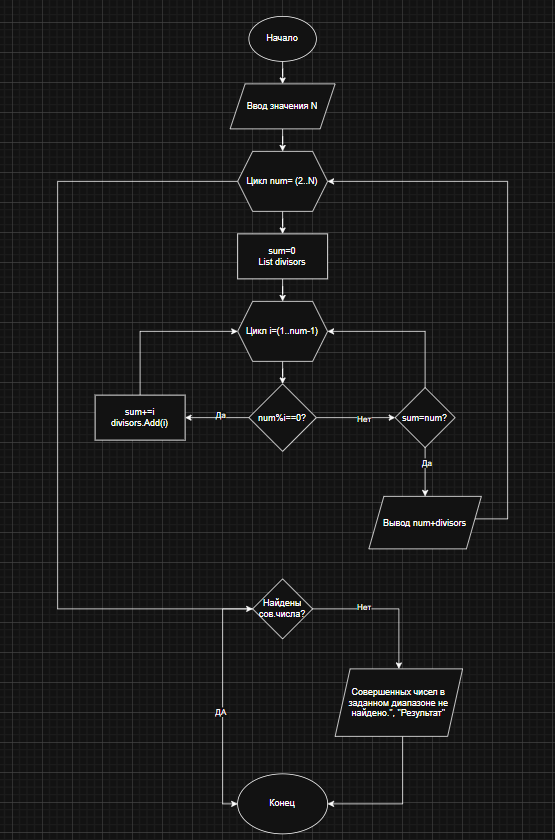 Начало
Ввод значения N
Цикл num= (2..N)
sum=0
List divisors
Цикл i=(1..num-1)
sum+=i
divisors.Add(i)
Да
num%i==0?
Нет
sum=num?
Да
Вывод num+divisors
Найдены
сов.числа?
Нет
Совершенных чисел в
заданном диапазоне не
найдено.", "Результат"
ДА
Конец